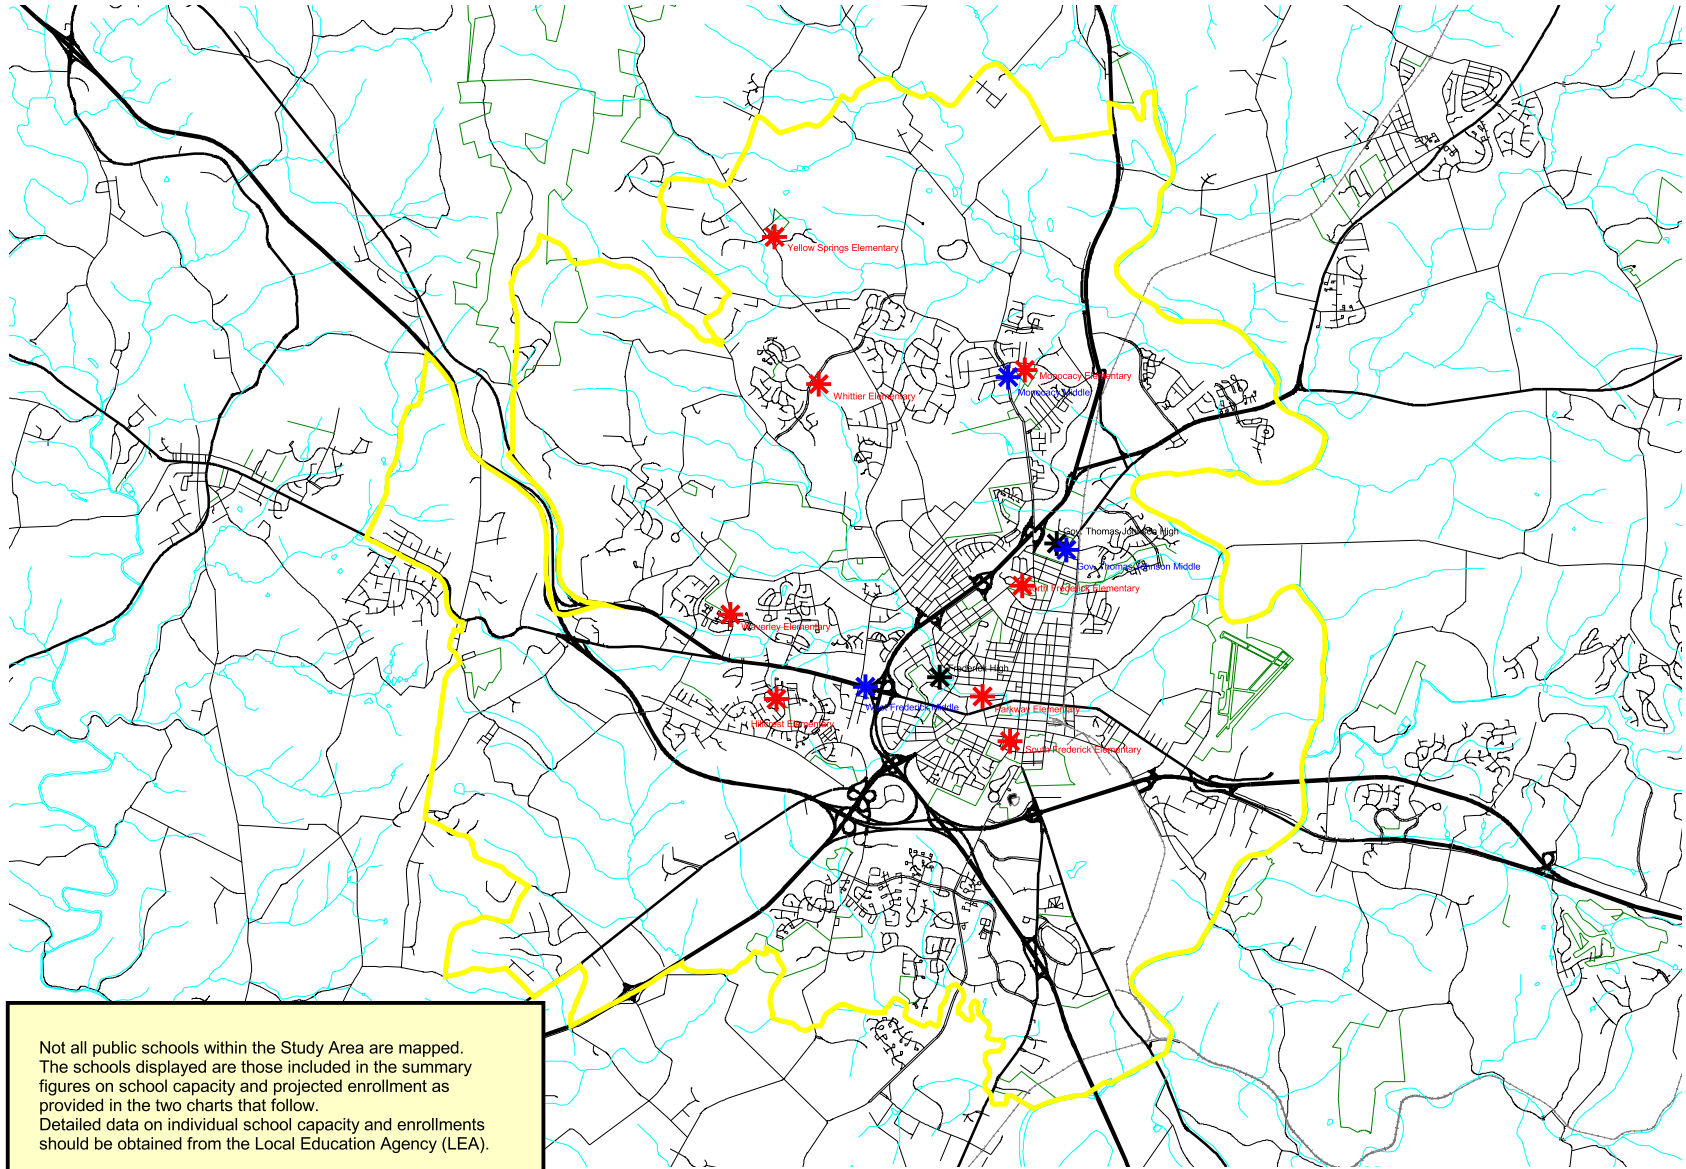 Yellow Springs Elementary
Monocacy Elementary
Monocacy Middle
Whittier Elementary
Gov. Thomas Johnson High
Gov. Thomas Johnson Middle
North Frederick Elementary
Waverley Elementary
Frederick High
West Frederick Middle
Parkway Elementary
Hillcrest Elementary
South Frederick Elementary
Not all public schools within the Study Area are mapped.
The schools displayed are those included in the summary
figures on school capacity and projected enrollment as
provided in the two charts that follow.
Detailed data on individual school capacity and enrollments
should be obtained from the Local Education Agency (LEA).